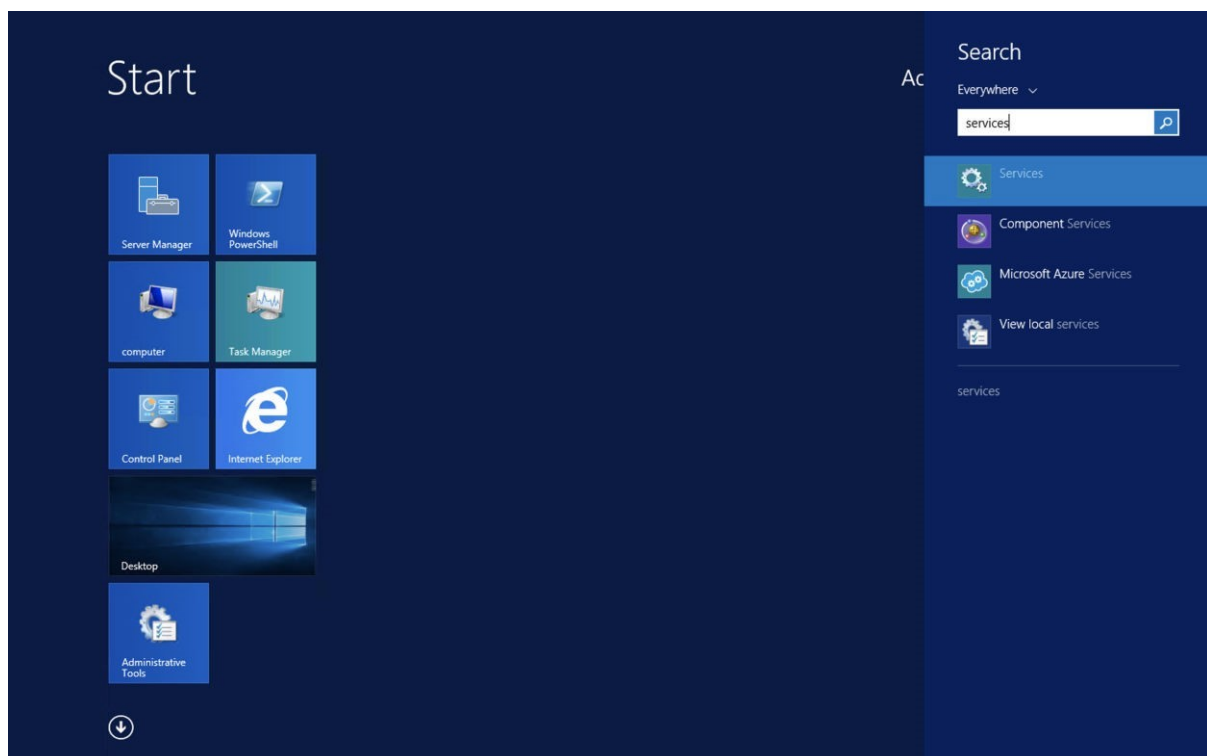 Start
Ac
Server Manager
Windows
PowerShell
computer
Task Manager
Control Panel
Internet Explorer
Desktop
Administrative
Tools
Search
Everywhere
services
Services
Component Services
Microsoft Azure Services
View local services
services